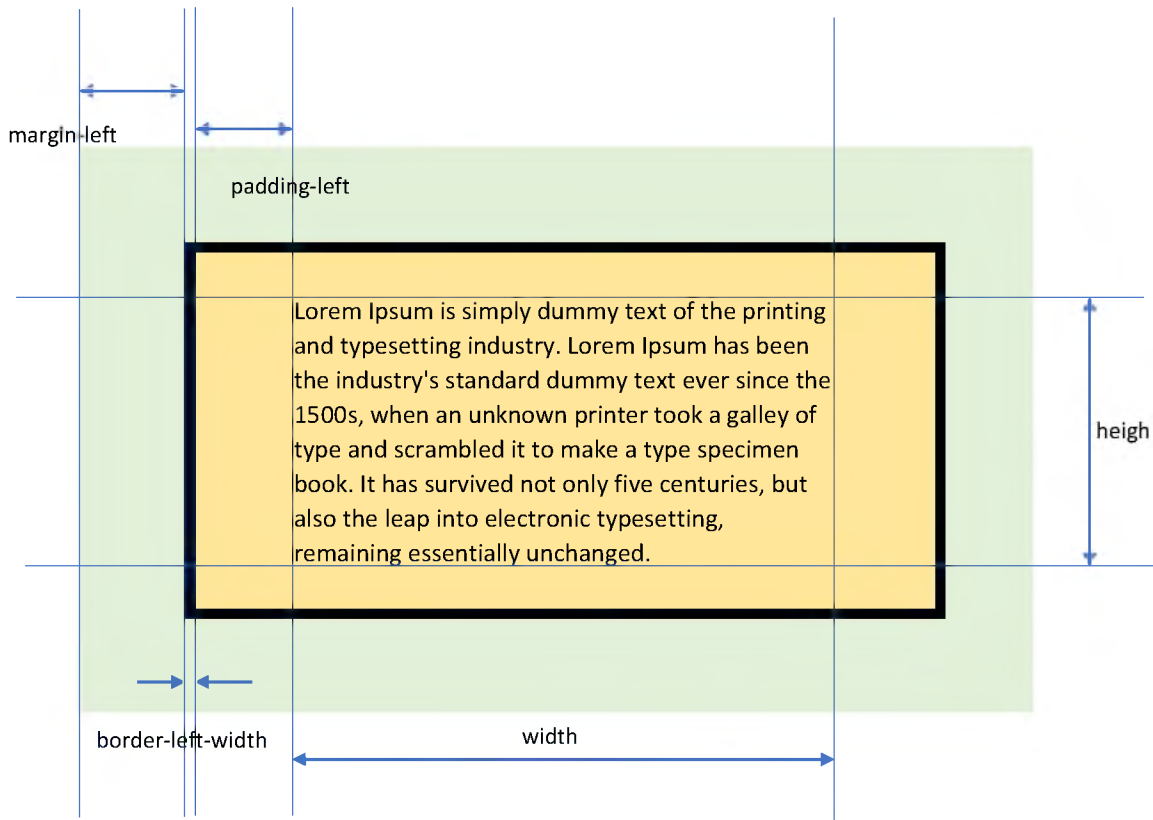 margin-left
padding-left
Lorem Ipsum is simply dummy text of the printing
and typesetting industry. Lorem Ipsum has been
the industry's standard dummy text ever since the
1500s, when an unknown printer took a galley of
type and scrambled it to make a type specimen
book. It has survived not only five centuries, but
also the leap into electronic typesetting,
remaining essentially unchanged.
heigh
border-left-width
width